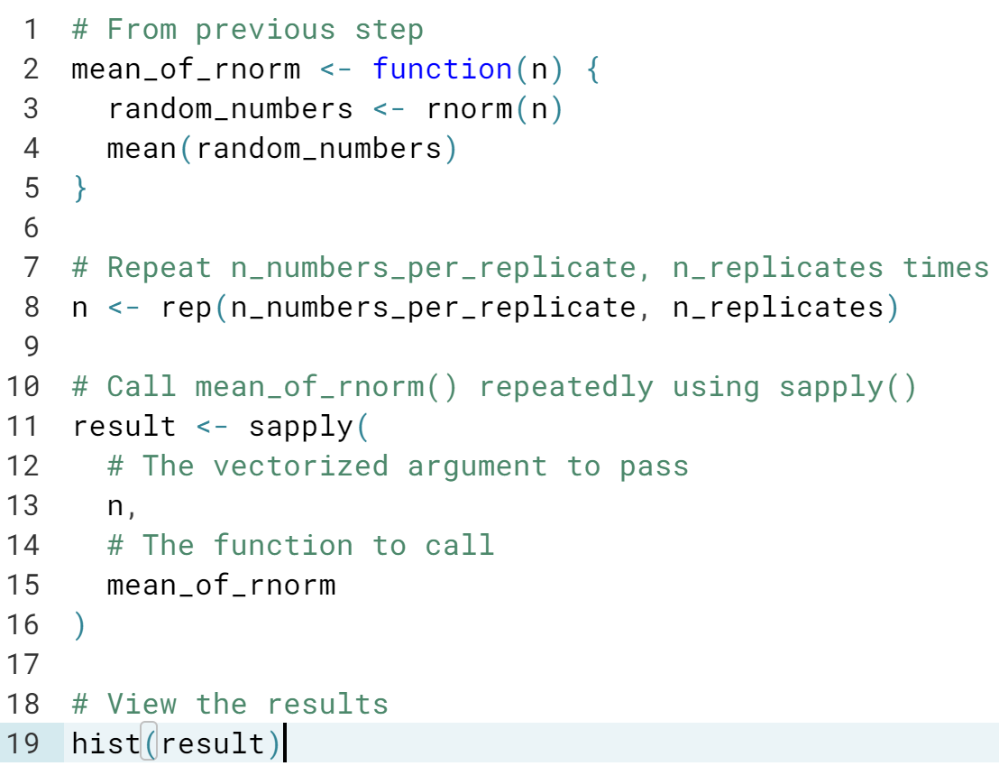 1 # From previous step
2 mean_of_rnorm <- function(n) {
3   random_numbers <- rnorm(n)
4   mean(random_numbers)
5 }
6
7 # Repeat n_numbers_per_replicate, n_replicates times
8 n <- rep(n_numbers_per_replicate, n_replicates)
9
10 # Call mean_of_rnorm() repeatedly using sapply()
11 result <- sapply(
12   # The vectorized argument to pass
13   n,
14   # The function to call
15   mean_of_rnorm
16 )
17
18 # View the results
19 hist(result)